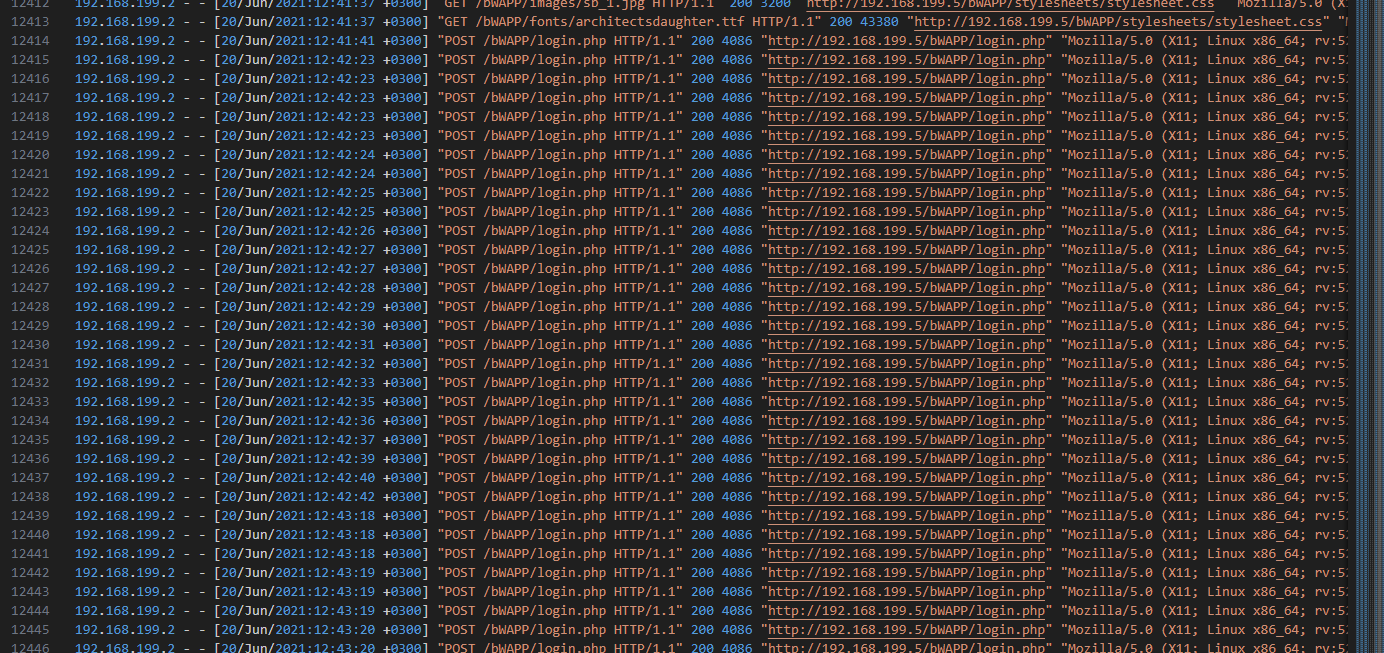 12412 192.168.199.2 - - [20/Jun/2021:12:41:37 +0300] "GET /bWAPP/images/sb_1.jpg HTTP/1.1" 200 3200 "http://192.168.199.5/bWAPP/stylesheets/stylesheet.css" "Mozilla/5.0 (X1
12413 192.168.199.2 - - [20/Jun/2021:12:41:37 +0300] "GET /bWAPP/fonts/architectsdaughter.ttf HTTP/1.1" 200 43380 "http://192.168.199.5/bWAPP/stylesheets/stylesheet.css" "M
12414 192.168.199.2 - - [20/Jun/2021:12:41:41 +0300] "POST /bWAPP/login.php HTTP/1.1" 200 4086 "http://192.168.199.5/bWAPP/login.php" "Mozilla/5.0 (X11; Linux x86_64; rv:5
12415 192.168.199.2 - - [20/Jun/2021:12:42:23 +0300] "POST /bWAPP/login.php HTTP/1.1" 200 4086 "http://192.168.199.5/bWAPP/login.php" "Mozilla/5.0 (X11; Linux x86_64; rv:5
12416 192.168.199.2 - - [20/Jun/2021:12:42:23 +0300] "POST /bWAPP/login.php HTTP/1.1" 200 4086 "http://192.168.199.5/bWAPP/login.php" "Mozilla/5.0 (X11; Linux x86_64; rv:5
12417 192.168.199.2 - - [20/Jun/2021:12:42:23 +0300] "POST /bWAPP/login.php HTTP/1.1" 200 4086 "http://192.168.199.5/bWAPP/login.php" "Mozilla/5.0 (X11; Linux x86_64; rv:5
12418 192.168.199.2 - - [20/Jun/2021:12:42:23 +0300] "POST /bWAPP/login.php HTTP/1.1" 200 4086 "http://192.168.199.5/bWAPP/login.php" "Mozilla/5.0 (X11; Linux x86_64; rv:5
12419 192.168.199.2 - - [20/Jun/2021:12:42:23 +0300] "POST /bWAPP/login.php HTTP/1.1" 200 4086 "http://192.168.199.5/bWAPP/login.php" "Mozilla/5.0 (X11; Linux x86_64; rv:5
12420 192.168.199.2 - - [20/Jun/2021:12:42:24 +0300] "POST /bWAPP/login.php HTTP/1.1" 200 4086 "http://192.168.199.5/bWAPP/login.php" "Mozilla/5.0 (X11; Linux x86_64; rv:5
12421 192.168.199.2 - - [20/Jun/2021:12:42:24 +0300] "POST /bWAPP/login.php HTTP/1.1" 200 4086 "http://192.168.199.5/bWAPP/login.php" "Mozilla/5.0 (X11; Linux x86_64; rv:5
12422 192.168.199.2 - - [20/Jun/2021:12:42:25 +0300] "POST /bWAPP/login.php HTTP/1.1" 200 4086 "http://192.168.199.5/bWAPP/login.php" "Mozilla/5.0 (X11; Linux x86_64; rv:5
12423 192.168.199.2 - - [20/Jun/2021:12:42:25 +0300] "POST /bWAPP/login.php HTTP/1.1" 200 4086 "http://192.168.199.5/bWAPP/login.php" "Mozilla/5.0 (X11; Linux x86_64; rv:5
12424 192.168.199.2 - - [20/Jun/2021:12:42:26 +0300] "POST /bWAPP/login.php HTTP/1.1" 200 4086 "http://192.168.199.5/bWAPP/login.php" "Mozilla/5.0 (X11; Linux x86_64; rv:5
12425 192.168.199.2 - - [20/Jun/2021:12:42:27 +0300] "POST /bWAPP/login.php HTTP/1.1" 200 4086 "http://192.168.199.5/bWAPP/login.php" "Mozilla/5.0 (X11; Linux x86_64; rv:5
12426 192.168.199.2 - - [20/Jun/2021:12:42:27 +0300] "POST /bWAPP/login.php HTTP/1.1" 200 4086 "http://192.168.199.5/bWAPP/login.php" "Mozilla/5.0 (X11; Linux x86_64; rv:5
12427 192.168.199.2 - - [20/Jun/2021:12:42:28 +0300] "POST /bWAPP/login.php HTTP/1.1" 200 4086 "http://192.168.199.5/bWAPP/login.php" "Mozilla/5.0 (X11; Linux x86_64; rv:5
12428 192.168.199.2 - - [20/Jun/2021:12:42:29 +0300] "POST /bWAPP/login.php HTTP/1.1" 200 4086 "http://192.168.199.5/bWAPP/login.php" "Mozilla/5.0 (X11; Linux x86_64; rv:5
12429 192.168.199.2 - - [20/Jun/2021:12:42:30 +0300] "POST /bWAPP/login.php HTTP/1.1" 200 4086 "http://192.168.199.5/bWAPP/login.php" "Mozilla/5.0 (X11; Linux x86_64; rv:5
12430 192.168.199.2 - - [20/Jun/2021:12:42:31 +0300] "POST /bWAPP/login.php HTTP/1.1" 200 4086 "http://192.168.199.5/bWAPP/login.php" "Mozilla/5.0 (X11; Linux x86_64; rv:5
12431 192.168.199.2 - - [20/Jun/2021:12:42:32 +0300] "POST /bWAPP/login.php HTTP/1.1" 200 4086 "http://192.168.199.5/bWAPP/login.php" "Mozilla/5.0 (X11; Linux x86_64; rv:5
12432 192.168.199.2 - - [20/Jun/2021:12:42:33 +0300] "POST /bWAPP/login.php HTTP/1.1" 200 4086 "http://192.168.199.5/bWAPP/login.php" "Mozilla/5.0 (X11; Linux x86_64; rv:5
12433 192.168.199.2 - - [20/Jun/2021:12:42:35 +0300] "POST /bWAPP/login.php HTTP/1.1" 200 4086 "http://192.168.199.5/bWAPP/login.php" "Mozilla/5.0 (X11; Linux x86_64; rv:5
12434 192.168.199.2 - - [20/Jun/2021:12:42:36 +0300] "POST /bWAPP/login.php HTTP/1.1" 200 4086 "http://192.168.199.5/bWAPP/login.php" "Mozilla/5.0 (X11; Linux x86_64; rv:5
12435 192.168.199.2 - - [20/Jun/2021:12:42:37 +0300] "POST /bWAPP/login.php HTTP/1.1" 200 4086 "http://192.168.199.5/bWAPP/login.php" "Mozilla/5.0 (X11; Linux x86_64; rv:5
12436 192.168.199.2 - - [20/Jun/2021:12:42:39 +0300] "POST /bWAPP/login.php HTTP/1.1" 200 4086 "http://192.168.199.5/bWAPP/login.php" "Mozilla/5.0 (X11; Linux x86_64; rv:5
12437 192.168.199.2 - - [20/Jun/2021:12:42:40 +0300] "POST /bWAPP/login.php HTTP/1.1" 200 4086 "http://192.168.199.5/bWAPP/login.php" "Mozilla/5.0 (X11; Linux x86_64; rv:5
12438 192.168.199.2 - - [20/Jun/2021:12:42:42 +0300] "POST /bWAPP/login.php HTTP/1.1" 200 4086 "http://192.168.199.5/bWAPP/login.php" "Mozilla/5.0 (X11; Linux x86_64; rv:5
12439 192.168.199.2 - - [20/Jun/2021:12:43:18 +0300] "POST /bWAPP/login.php HTTP/1.1" 200 4086 "http://192.168.199.5/bWAPP/login.php" "Mozilla/5.0 (X11; Linux x86_64; rv:5
12440 192.168.199.2 - - [20/Jun/2021:12:43:18 +0300] "POST /bWAPP/login.php HTTP/1.1" 200 4086 "http://192.168.199.5/bWAPP/login.php" "Mozilla/5.0 (X11; Linux x86_64; rv:5
12441 192.168.199.2 - - [20/Jun/2021:12:43:18 +0300] "POST /bWAPP/login.php HTTP/1.1" 200 4086 "http://192.168.199.5/bWAPP/login.php" "Mozilla/5.0 (X11; Linux x86_64; rv:5
12442 192.168.199.2 - - [20/Jun/2021:12:43:19 +0300] "POST /bWAPP/login.php HTTP/1.1" 200 4086 "http://192.168.199.5/bWAPP/login.php" "Mozilla/5.0 (X11; Linux x86_64; rv:5
12443 192.168.199.2 - - [20/Jun/2021:12:43:19 +0300] "POST /bWAPP/login.php HTTP/1.1" 200 4086 "http://192.168.199.5/bWAPP/login.php" "Mozilla/5.0 (X11; Linux x86_64; rv:5
12444 192.168.199.2 - - [20/Jun/2021:12:43:19 +0300] "POST /bWAPP/login.php HTTP/1.1" 200 4086 "http://192.168.199.5/bWAPP/login.php" "Mozilla/5.0 (X11; Linux x86_64; rv:5
12445 192.168.199.2 - - [20/Jun/2021:12:43:20 +0300] "POST /bWAPP/login.php HTTP/1.1" 200 4086 "http://192.168.199.5/bWAPP/login.php" "Mozilla/5.0 (X11; Linux x86_64; rv:5
12446 192.168.199.2 - - [20/Jun/2021:12:43:20 +0300] "POST /bWAPP/login.php HTTP/1.1" 200 4086 "http://192.168.199.5/bWAPP/login.php" "Mozilla/5.0 (X11; Linux x86_64; rv:5